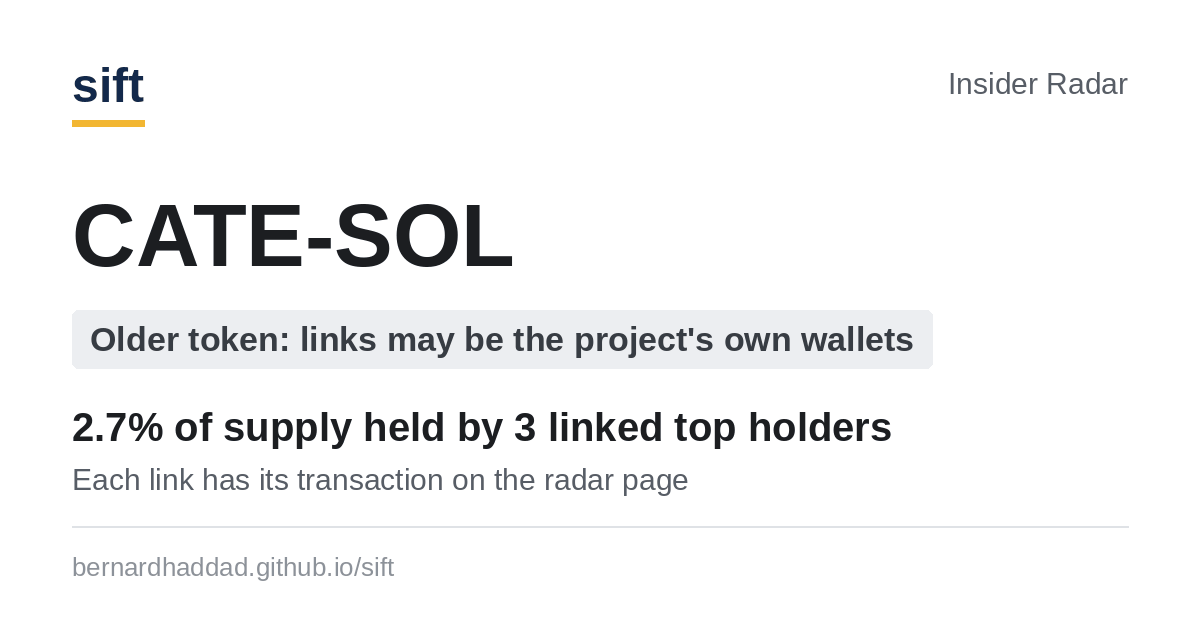 sift
Insider Radar
CATE-SOL
Older token: links may be the project's own wallets
2.7% of supply held by 3 linked top holders
Each link has its transaction on the radar page
bernardhaddad.github.io/sift